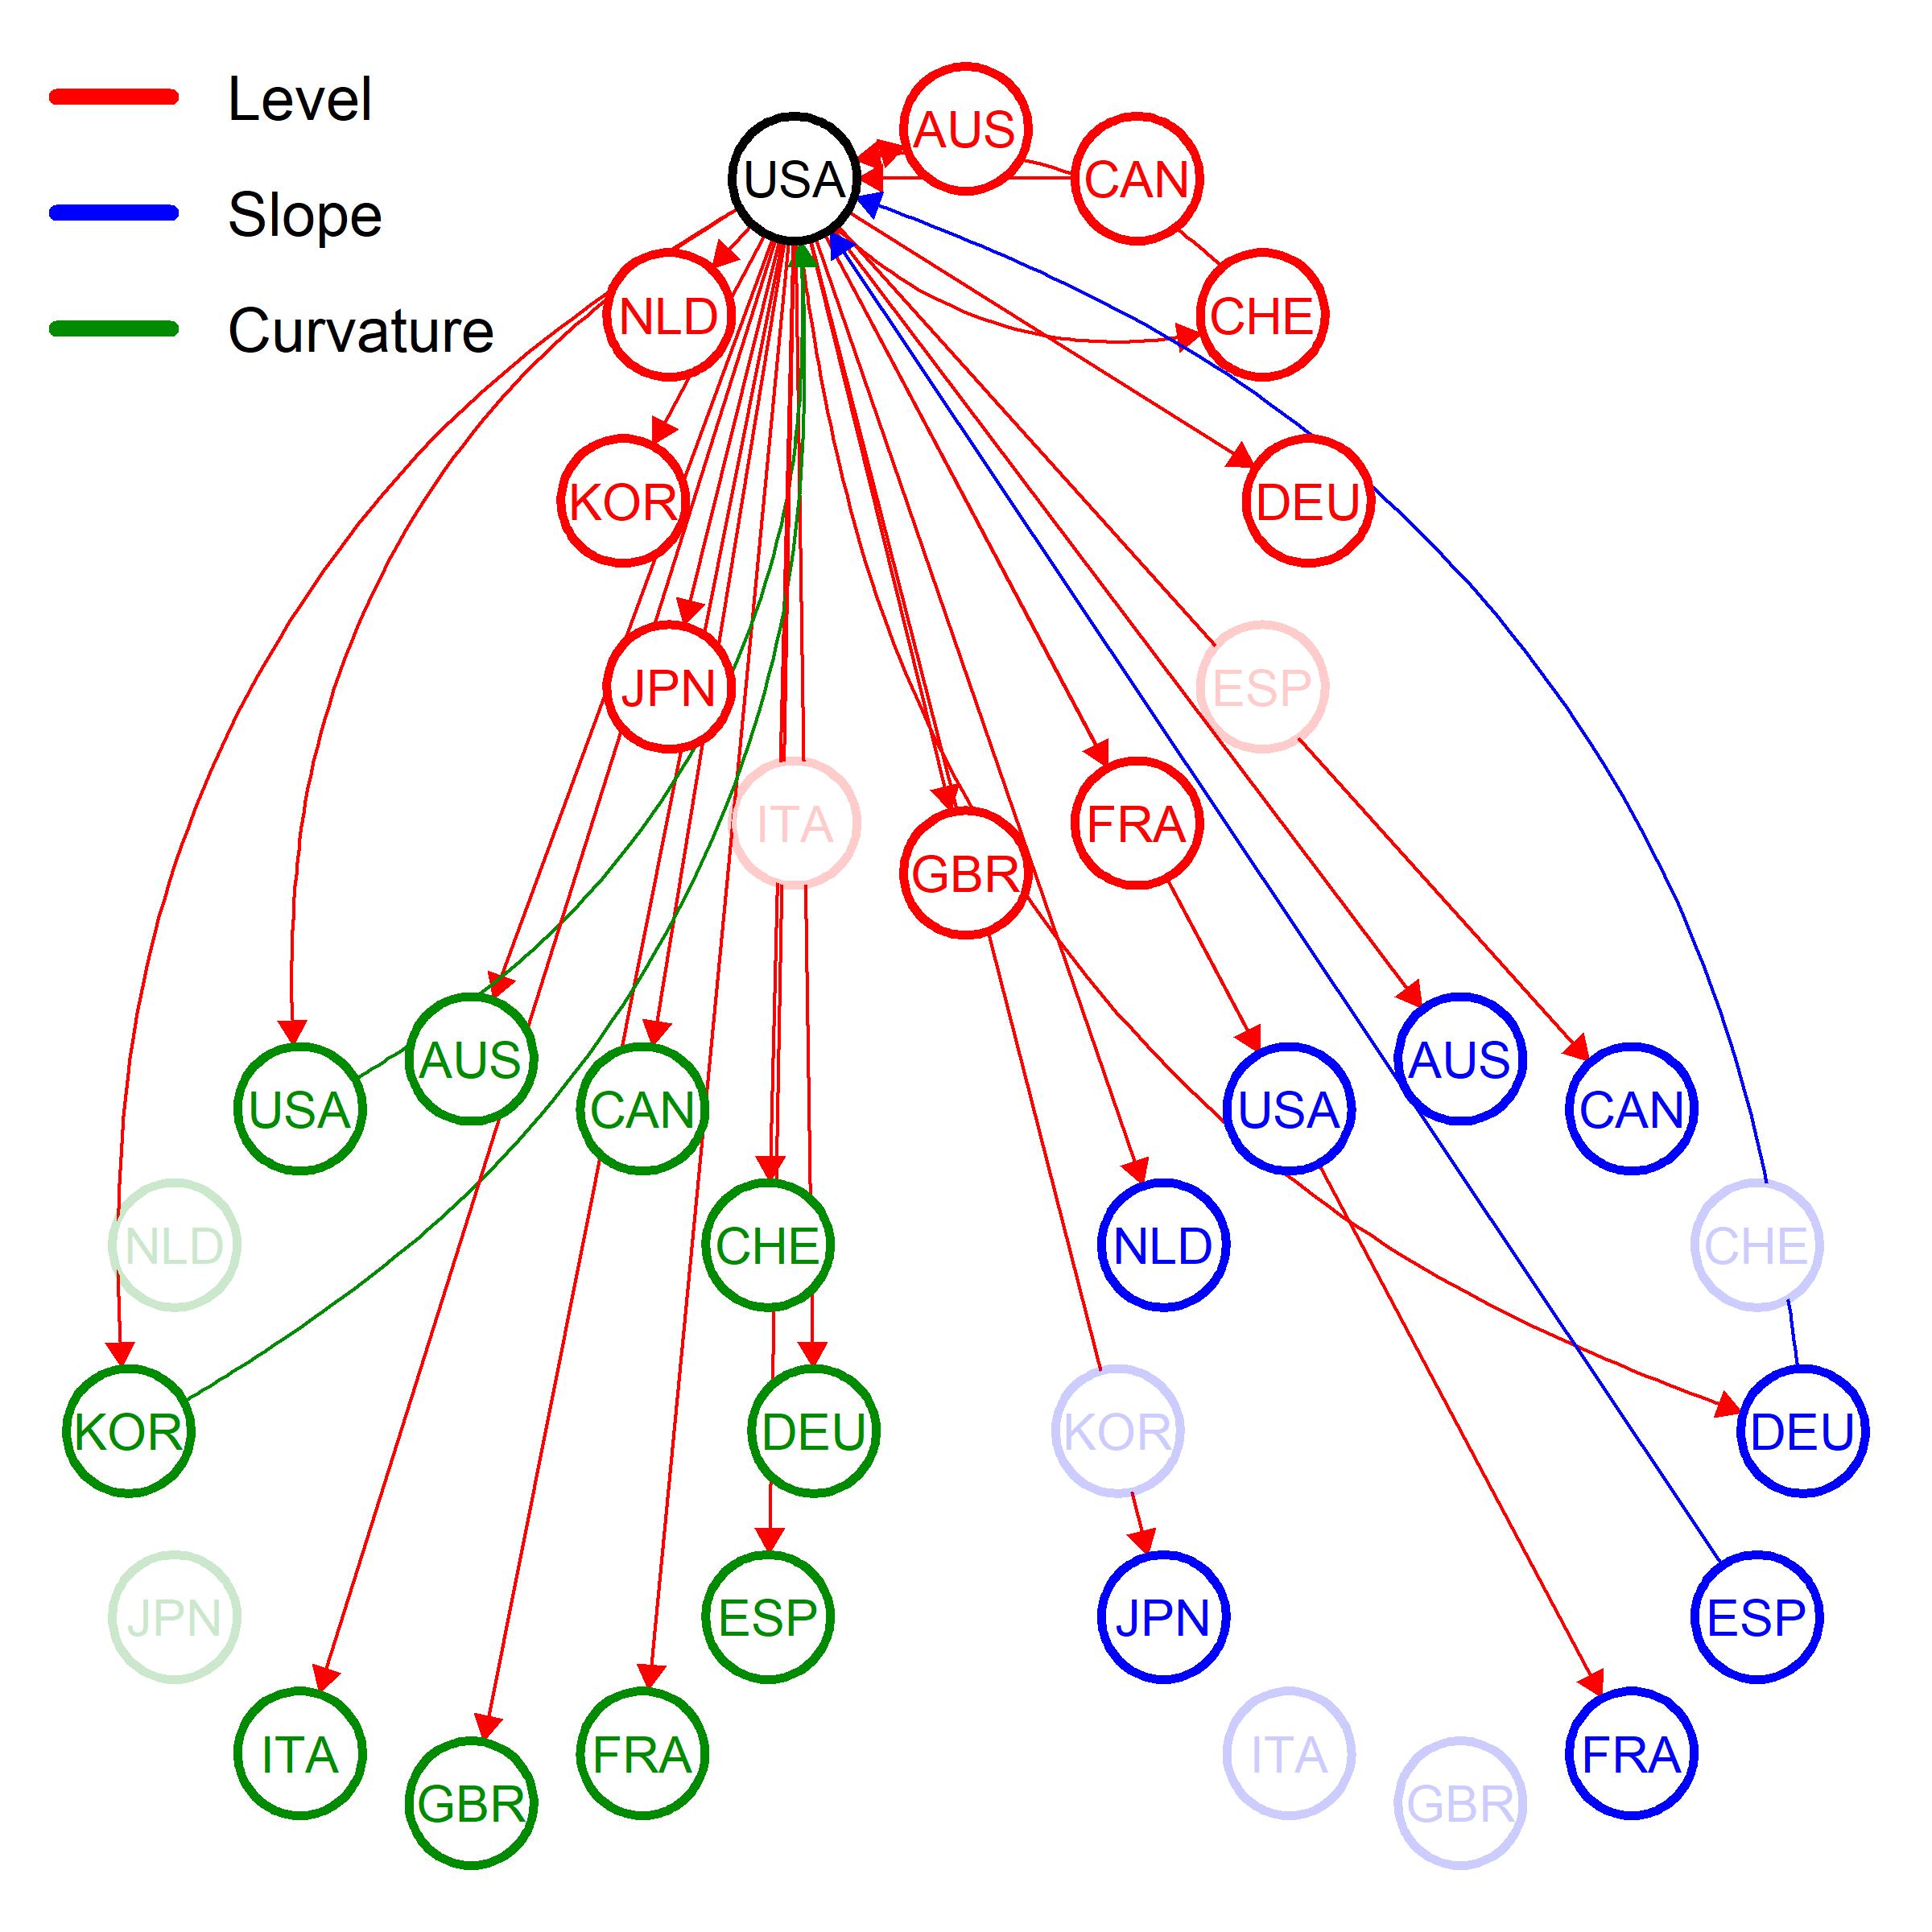 Level
Slope
Curvature
AUS
USA
CAN
NLD
CHE
KOR
DEU
JPN
ESP
ITA
FRA
GBR
USA
AUS
CAN
USA
AUS
CAN
NLD
CHE
NLD
CHE
KOR
DEU
KOR
DEU
JPN
ESP
JPN
ESP
ITA
GBR
FRA
ITA
GBR
FRA